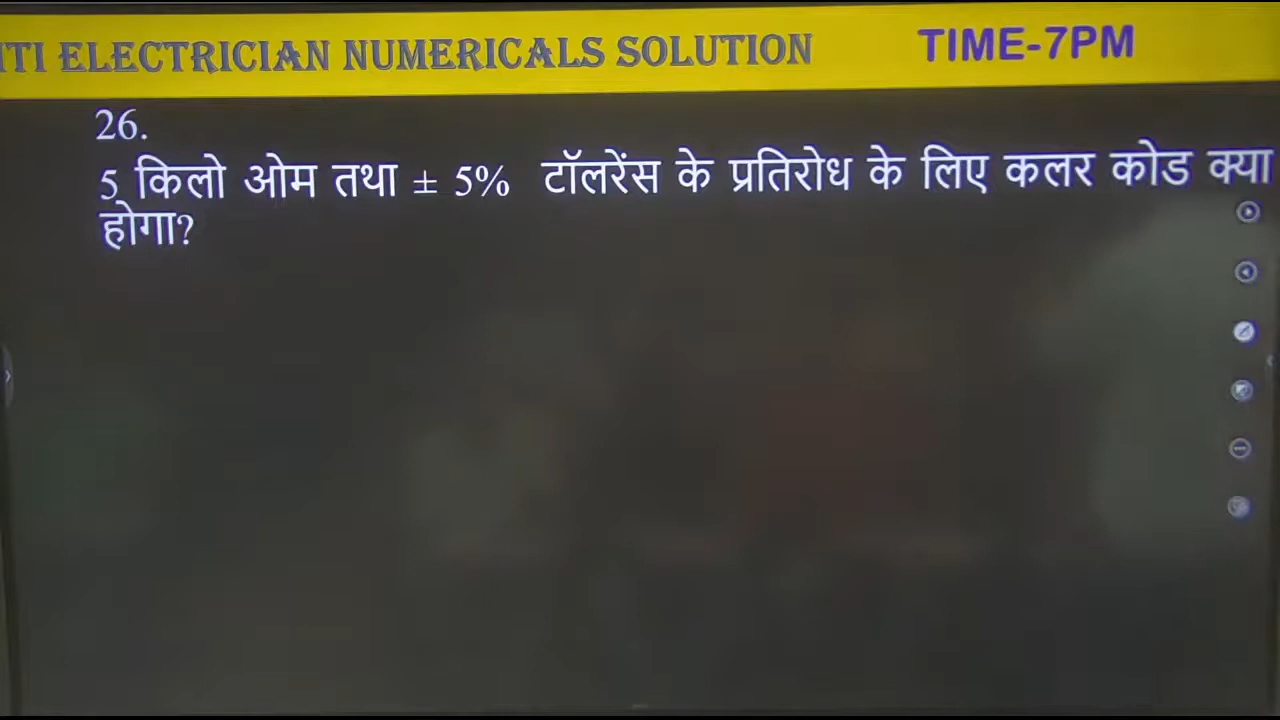 ITI ELECTRICIAN NUMERICALS SOLUTION TIME-7PM
26.
5 किलो ओम तथा ± 5% टॉलरेंस के प्रतिरोध के लिए कलर कोड क्या
होगा?